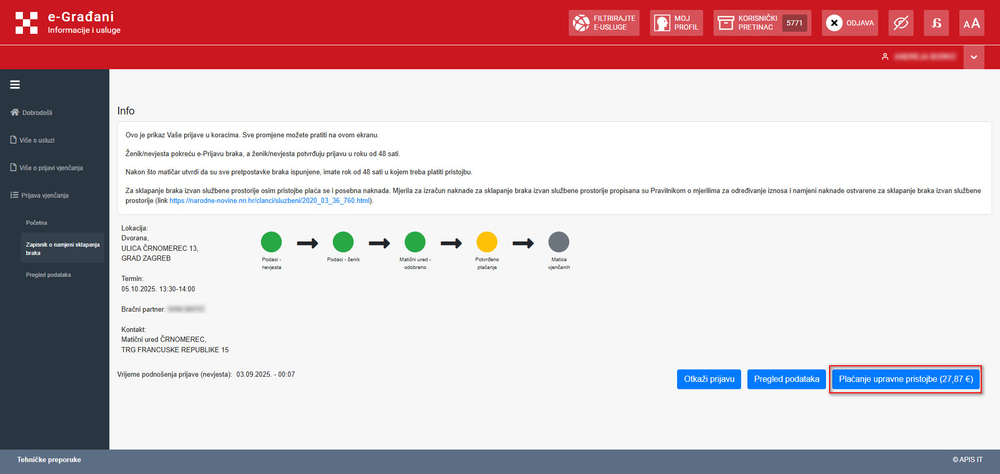 e-Građani
Informacije i usluge
FILTRIRAJTE
E-USLUGE
MOJ
PROFIL
KORISNIČKI
PRETINAC
5771
ODJAVA
AA
Dobrodošli
Više o usluzi
Više o prijavi vjenčanja
Prijava vjenčanja
Početna
Zapisnik o namjeni sklapanja
braka
Pregled podataka
Info
Ovo je prikaz Vaše prijave u koracima. Sve promjene možete pratiti na ovom ekranu.
Ženik/nevjesta pokreću e-Prijavu braka, a ženik/nevjesta potvrđuju prijavu u roku od 48 sati.
Nakon što matičar utvrdi da su sve pretpostavke braka ispunjene, imate rok od 48 sati u kojem treba platiti pristojbu.
Za sklapanje braka izvan službene prostorije osim pristojbe plaća se i posebna naknada. Mjerila za izračun naknade za sklapanje braka izvan službene prostorije propisana su Pravilnikom o mjerilima za određivanje iznosa i namjeni naknade ostvarene za sklapanje braka izvan službene
prostorije (link https://narodne-novine.nn.hr/clanci/sluzbeni/2020_03_36_760.html).
Lokacija:
Dvorana,
ULICA ČRNOMEREC 13,
GRAD ZAGREB
Termin:
05.10.2025. 13:30-14:00
Bračni partner:
Kontakt:
Matični ured ČRNOMEREC,
TRG FRANCUSKE REPUBLIKE 15
Podaci -
nevjesta
Podaci - ženik
Matični ured -
odobreno
Potvrđeno
plaćanje
Matica
vjenčanih
Vrijeme podnošenja prijave (nevjesta): 03.09.2025. - 00:07
Otkaži prijavu
Pregled podataka
Plaćanje upravne pristojbe (27,87 €)
Tehničke preporuke
© APIS IT